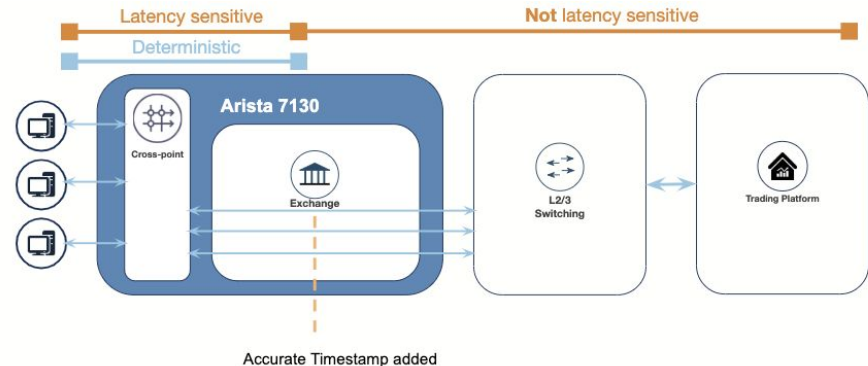 Latency sensitive
Not latency sensitive
Deterministic
Arista 7130
Cross-point
Exchange
L2/3
Switching
Trading Platform
Accurate Timestamp added